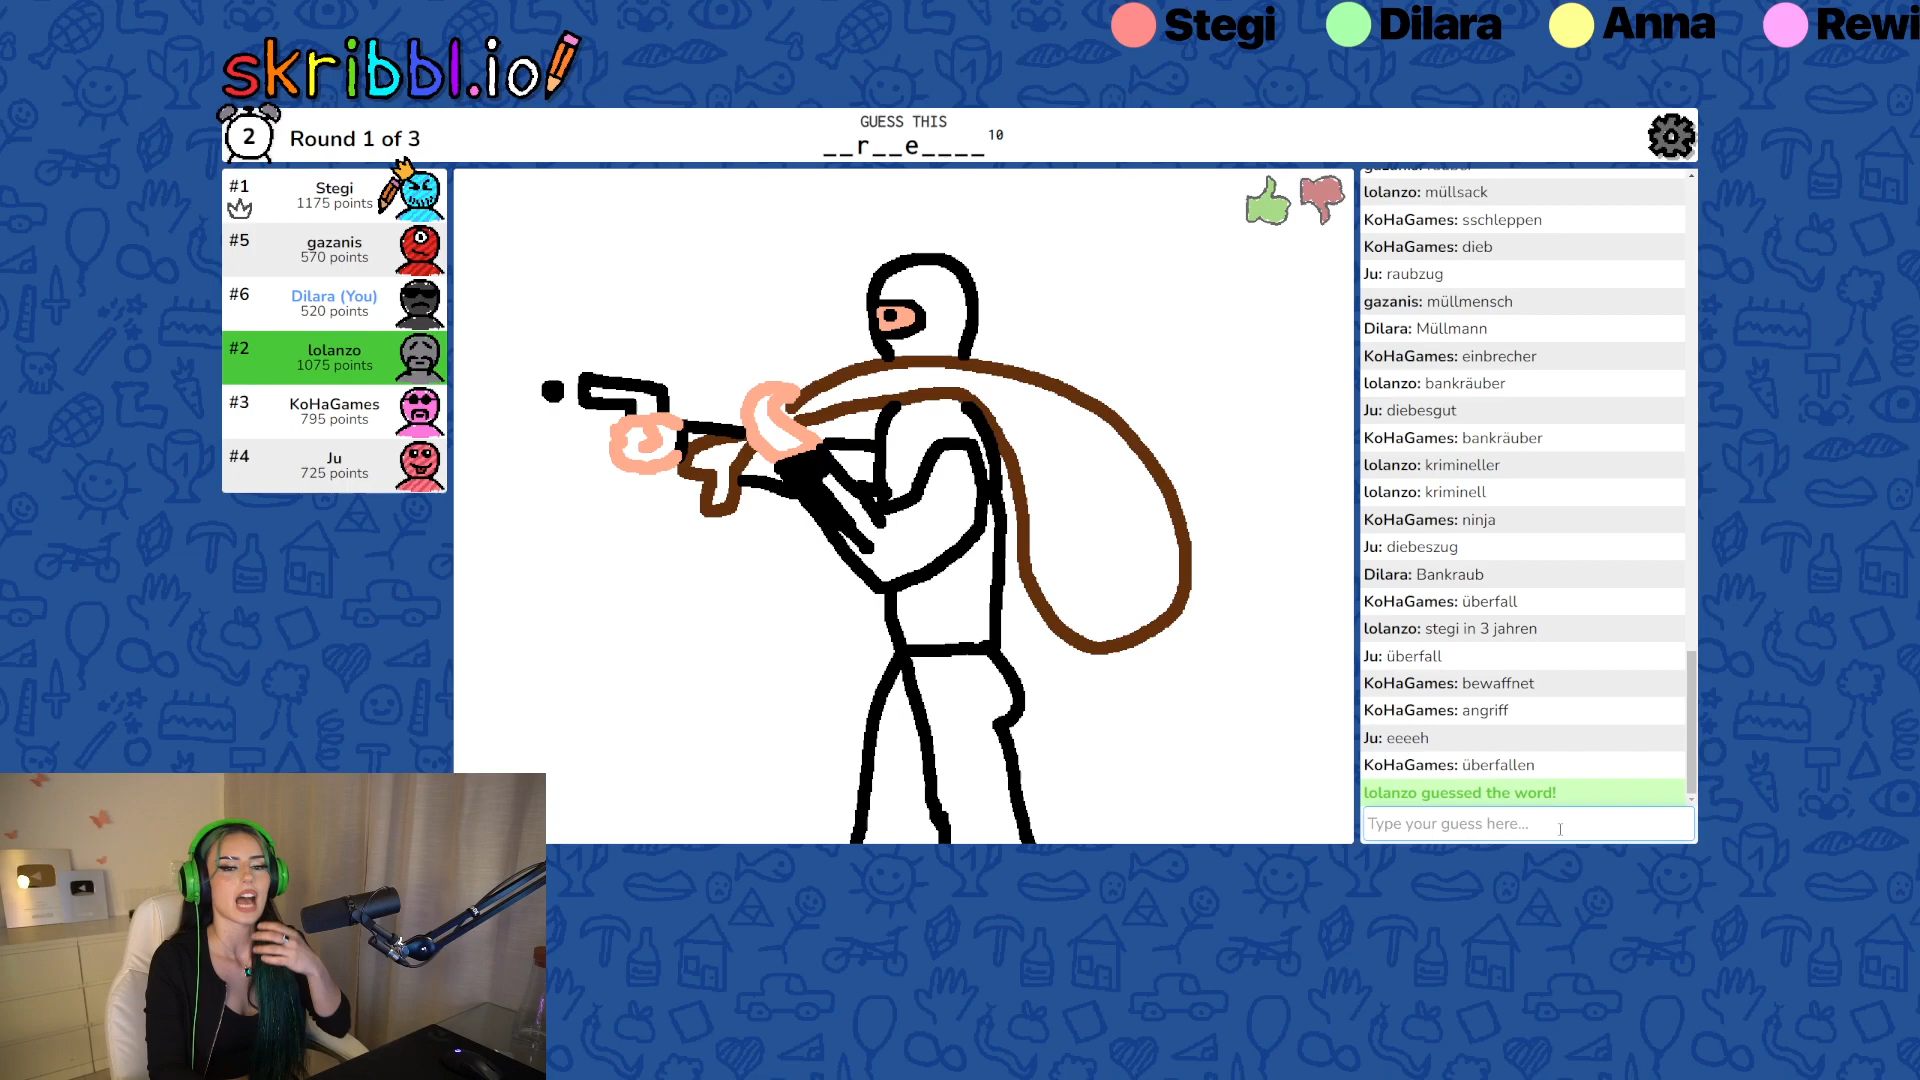 Stegi Dilara Anna Rewi
skribbl.io
2
Round 1 of 3
GUESS THIS
__r__e____ 10
#1
Stegi
1175 points
#5
gazanis
570 points
#6
Dilara (You)
520 points
#2
lolanzo
1075 points
#3
KoHaGames
795 points
#4
Ju
725 points
lolanzo: müllsack
KoHaGames: sschleppen
KoHaGames: dieb
Ju: raubzug
gazanis: müllmensch
Dilara: Müllmann
KoHaGames: einbrecher
lolanzo: bankräuber
Ju: diebesgut
KoHaGames: bankräuber
lolanzo: krimineller
lolanzo: kriminell
KoHaGames: ninja
Ju: diebeszug
Dilara: Bankraub
KoHaGames: überfall
lolanzo: stegi in 3 jahren
Ju: überfall
KoHaGames: bewaffnet
KoHaGames: angriff
Ju: eeeeh
KoHaGames: überfallen
lolanzo guessed the word!
Type your guess here...